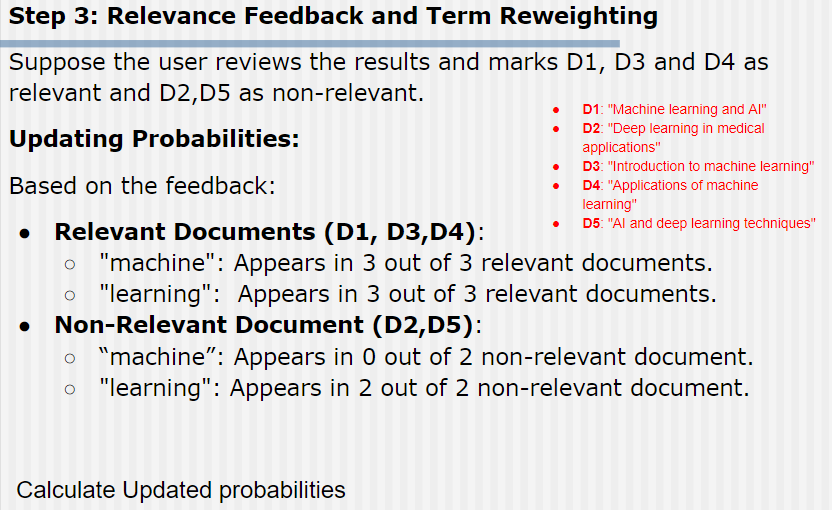 Step 3: Relevance Feedback and Term Reweighting
Suppose the user reviews the results and marks D1, D3 and D4 as
relevant and D2,D5 as non-relevant.
● D1: "Machine learning and AI"
● D2: "Deep learning in medical
applications"
● D3: "Introduction to machine learning"
● D4: "Applications of machine
learning"
● D5: "AI and deep learning techniques"
Updating Probabilities:
Based on the feedback:
● Relevant Documents (D1, D3,D4):
○ "machine": Appears in 3 out of 3 relevant documents.
○ "learning": Appears in 3 out of 3 relevant documents.
● Non-Relevant Document (D2,D5):
○ “machine”: Appears in 0 out of 2 non-relevant document.
○ "learning": Appears in 2 out of 2 non-relevant document.
Calculate Updated probabilities